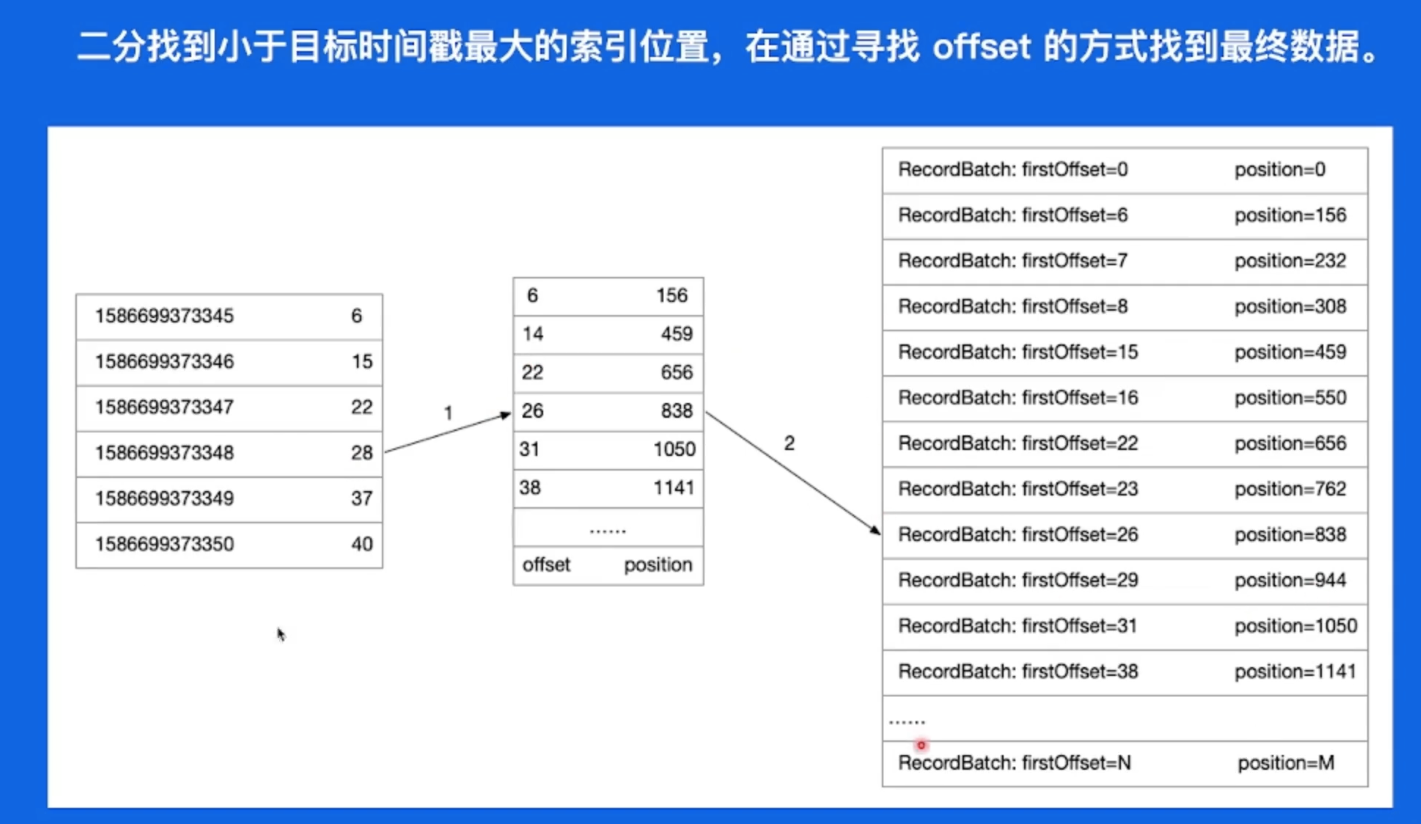 二分找到小于目标时间戳最大的索引位置，在通过寻找 offset 的方式找到最终数据。
1586699373345 6
1586699373346 15
1586699373347 22
1586699373348 28
1586699373349 37
1586699373350 40
1
6 156
14 459
22 656
26 838
31 1050
38 1141
......
offset position
2
RecordBatch: firstOffset=0 position=0
RecordBatch: firstOffset=6 position=156
RecordBatch: firstOffset=7 position=232
RecordBatch: firstOffset=8 position=308
RecordBatch: firstOffset=15 position=459
RecordBatch: firstOffset=16 position=550
RecordBatch: firstOffset=22 position=656
RecordBatch: firstOffset=23 position=762
RecordBatch: firstOffset=26 position=838
RecordBatch: firstOffset=29 position=944
RecordBatch: firstOffset=31 position=1050
RecordBatch: firstOffset=38 position=1141
......
RecordBatch: firstOffset=N position=M